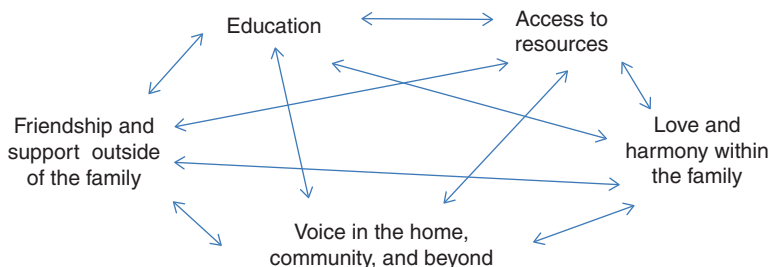 Education
Access to
resources
Friendship and
support outside
of the family
Love and
harmony within
the family
Voice in the home,
community, and beyond